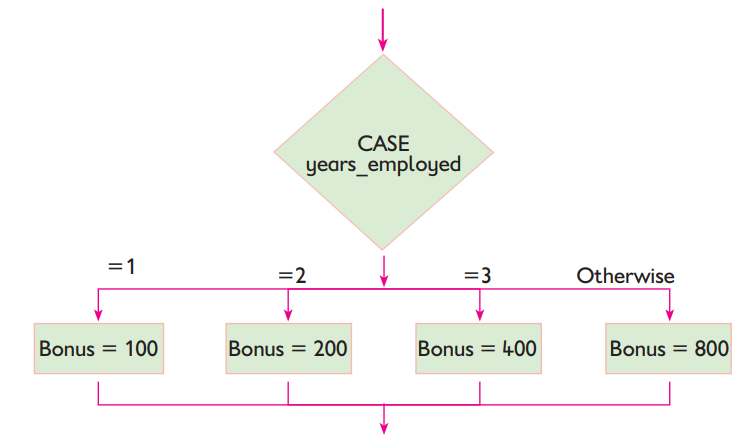 CASE
years_employed
=1
=2
=3
Otherwise
Bonus = 100
Bonus = 200
Bonus = 400
Bonus = 800